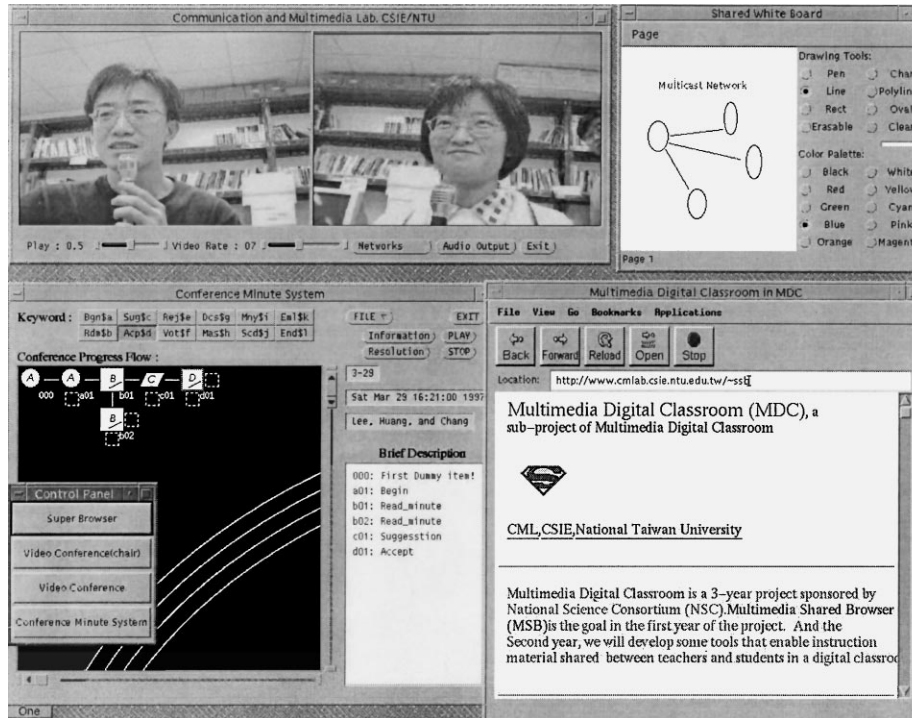 Communication and Multimedia Lab. CSIE/NTU
Play : 0.5
Video Rate : 07
Networks
Audio Output
Exit
Shared White Board
Page
Multicast Network
Drawing Tools:
Pen Char
Line Polyline
Rect Oval
Erasable Clear
Color Palette:
Black White
Red Yellow
Green Cyan
Blue Pink
Orange Magent
Page 1
Conference Minute System
Keyword : Bgn$a Sug$c Rej$e Dcs$g Mny$i Eml$k
Rdm$b Acp$d Vot$f Mas$h Scd$j End$l
FILE EXIT
Information PLAY
Resolution STOP
Conference Progress Flow :
A A B C D
000 a01 b01 c01 d01
B
b02
3-29
Sat Mar 29 16:21:00 1997
Lee, Huang, and Chang
Brief Description
000: First Dummy item!
a01: Begin
b01: Read_minute
b02: Read_minute
c01: Suggesstion
d01: Accept
Control Panel
Super Browser
Video Conference(chair)
Video Conference
Conference Minute System
One
Multimedia Digital Classroom in MDC
File View Go Bookmarks Applications
Back Forward Reload Open Stop
Location: http://www.cmlab.csie.ntu.edu.tw/~ssb
Multimedia Digital Classroom (MDC), a
sub-project of Multimedia Digital Classroom
S
CML,CSIE,National Taiwan University
Multimedia Digital Classroom is a 3-year project sponsored by
National Science Consortium (NSC).Multimedia Shared Browser
(MSB)is the goal in the first year of the project. And the
Second year, we will develop some tools that enable instruction
material shared between teachers and students in a digital classroo